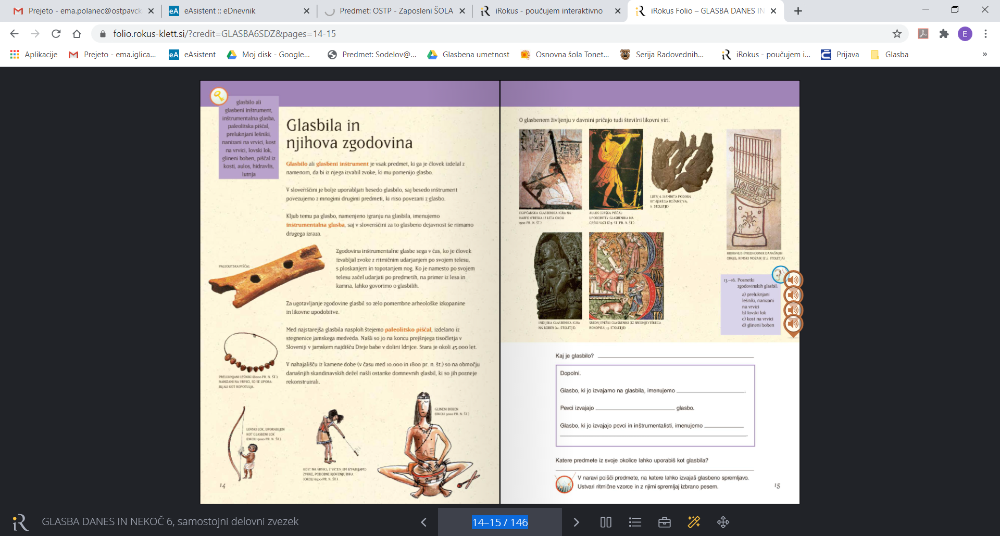 Prejeto - ema.polanec@ostpavck
eAsistent :: eDnevnik
Predmet: OSTP - Zaposleni ŠOLA
iRokus - poučujem interaktivno
iRokus Folio – GLASBA DANES IN
folio.rokus-klett.si/?credit=GLASBA6SDZ&pages=14-15
E
Aplikacije
Prejeto - ema.iglica...
eAsistent
Moj disk - Google...
Predmet: Sodelov@...
Glasbena umetnost
Osnovna šola Tonet...
Serija Radovednih...
iRokus - poučujem i...
Prijava
Glasba
»
glasbilo ali
glasbeni inštrument,
inštrumentalna glasba,
paleolitska piščal,
preluknjani lešniki,
nanizani na vrvici, kost
na vrvici, lovski lok,
glineni boben, piščal iz
kosti, aulos, hidravlis,
lutnja
Glasbila in
njihova zgodovina
Glasbilo ali glasbeni inštrument je vsak predmet, ki ga je človek izdelal z
namenom, da bi iz njega izvabil zvoke, ki mu pomenijo glasbo.
V slovenščini je bolje uporabljati besedo glasbilo, saj besedo inštrument
povezujemo z mnogimi drugimi predmeti, ki niso povezani z glasbo.
Kljub temu pa glasbo, namenjeno igranju na glasbila, imenujemo
inštrumentalna glasba, saj v slovenščini za to glasbeno dejavnost še nimamo
drugega izraza.
PALEOLITSKA PIŠČAL
Zgodovina inštrumentalne glasbe sega v čas, ko je človek
izvabljal zvoke z ritmičnim udarjanjem po svojem telesu,
s ploskanjem in topotanjem nog. Ko je namesto po svojem
telesu začel udarjati po predmetih, na primer iz lesa in
kamna, lahko govorimo o glasbilih.
Za ugotavljanje zgodovine glasbil so zelo pomembne arheološke izkopanine
in likovne upodobitve.
Med najstarejša glasbila nasploh štejemo paleolitsko piščal, izdelano iz
stegnenice jamskega medveda. Našli so jo na koncu prejšnjega tisočletja v
Sloveniji v jamskem najdišču Divje babe v dolini Idrijce. Stara je okoli 45.000 let.
V nahajališču iz kamene dobe (v času med 10.000 in 1800 pr. n. št.) so na območju
današnjih skandinavskih dežel našli ostanke domnevnih glasbil, ki so jih pozneje
rekonstruirali.
PRELUKNJANI LEŠNIKI (8000 PR. N. ŠT.),
NANIZANI NA VRVICI, SO SE UPORA-
BLJALI KOT ROPOTULJA.
LOVSKI LOK, UPORABLJEN
KOT GLASBENI LOK
(OKOLI 5000 PR. N. ŠT.)
KOST NA VRVICI; Z VRTENJEM IZVABLJAMO
ZVOKE, PODOBNE RJOVENJU BIKA
(OKOLI 6500 PR. N. ŠT.)
GLINENI BOBEN
(OKOLI 3000 PR. N. ŠT.)
14
O glasbenem življenju v davnini pričajo tudi številni likovni viri.
EGIPČANSKA GLASBENICA IGRA NA
HARFO (FRESKA IZ LETA OKOLI
1500 PR. N. ŠT.)
AULOS (GRŠKA PIŠČAL)
UPODOBITEV GLASBENIKA NA
GRŠKI VAZI IZ 5. ST. PR. N. ŠT.)
LUTNJA (KAMNITA PODOBA
KITAJSKEGA BOŽANSTVA;
6. STOLETJE)
HIDRAVLIS (PREDHODNIK DANAŠNJIH
ORGEL; RIMSKI MOZAIK IZ 2. STOLETJA)
INDIJSKA GLASBENICA IGRA
NA BOBEN (12. STOLETJE).
SREDNJEVEŠKI GLASBENIKI (IZ SREDNJEVEŠKEGA
ROKOPISA; 13. STOLETJE)
13.–16. Posnetki
zgodovinskih glasbil:
a) preluknjani
lešniki, nanizani
na vrvici
b) lovski lok
c) kost na vrvici
d) glineni boben
Kaj je glasbilo?
Dopolni.
Glasbo, ki jo izvajamo na glasbila, imenujemo
Pevci izvajajo glasbo.
Glasbo, ki jo izvajajo pevci in inštrumentalisti, imenujemo
Katere predmete iz svoje okolice lahko uporabiš kot glasbila?
V naravi poišči predmete, na katere lahko izvajaš glasbeno spremljavo.
Ustvari ritmične vzorce in z njimi spremljaj izbrano pesem.
15
iR
GLASBA DANES IN NEKOČ 6, samostojni delovni zvezek
14–15 / 146